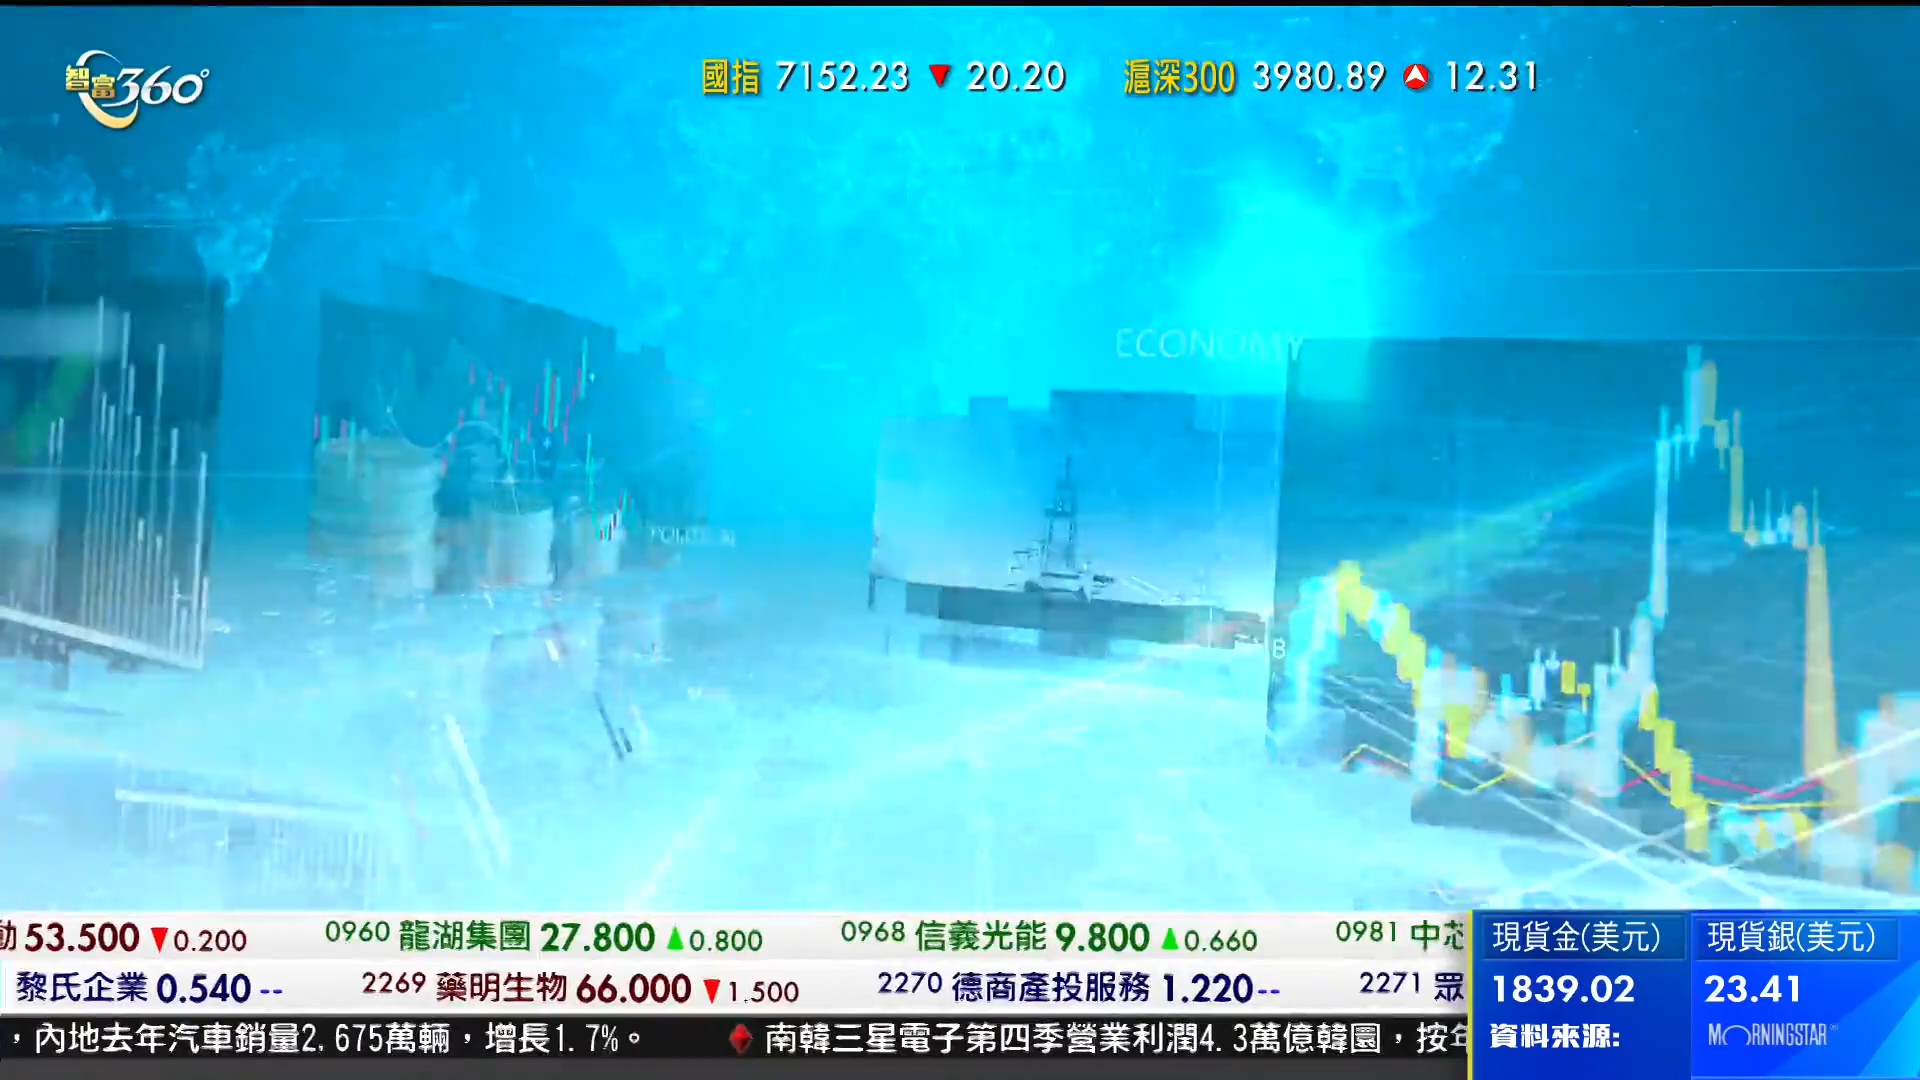 智富360°
國指 7152.23 ▼ 20.20 滬深300 3980.89 12.31
ECONOMY
B
動 53.500 ▼0.200 0960 龍湖集團 27.800 ▲0.800 0968 信義光能 9.800 ▲0.660 0981 中芯
黎氏企業 0.540 -- 2269 藥明生物 66.000 ▼1.500 2270 德商產投服務 1.220 -- 2271 眾
，內地去年汽車銷量2,675萬輛，增長1.7%。 南韓三星電子第四季營業利潤4.3萬億韓圜，按年
現貨金(美元) 現貨銀(美元)
1839.02 23.41
資料來源: MORNINGSTAR